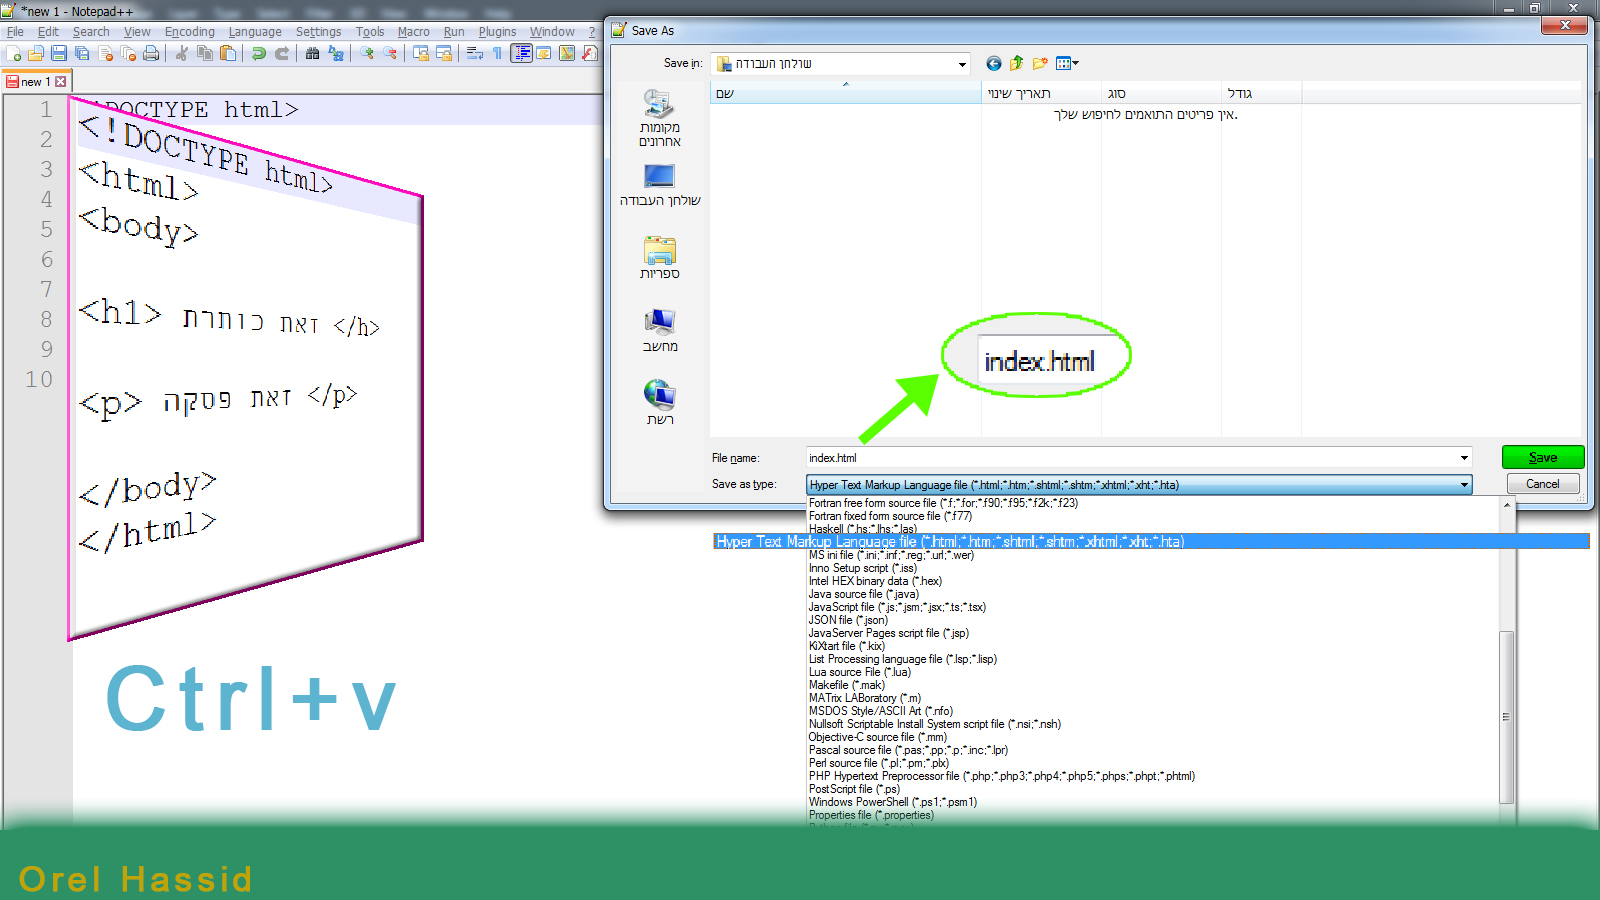 *new 1 - Notepad++
File Edit Search View Encoding Language Settings Tools Macro Run Plugins Window ?
new 1
1
2
3
4
5
6
7
8
9
10
DOCTYPE html>
<!DOCTYPE html>
<html>
<body>
<h1> זאת כותרת </h>
<p> זאת פסקה </p>
</body>
</html>
Ctrl+v
Save As
Save in:
שולחן העבודה
שם
תאריך שינוי
סוג
גודל
אין פריטים התואמים לחיפוש שלך.
מקומות
אחרונים
שולחן העבודה
ספריות
מחשב
רשת
index.html
File name:
index.html
Save
Save as type:
Hyper Text Markup Language file (*.html;*.htm;*.shtml;*.shtm;*.xhtml;*.xht;*.hta)
Cancel
Fortran free form source file (*.f;*.for;*.f90;*.f95;*.f2k;*.f23)
Fortran fixed form source file (*.f77)
Haskell (*.hs;*.lhs;*.las)
Hyper Text Markup Language file (*.html;*.htm;*.shtml;*.shtm;*.xhtml;*.xht;*.hta)
MS ini file (*.ini;*.inf;*.reg;*.url;*.wer)
Inno Setup script (*.iss)
Intel HEX binary data (*.hex)
Java source file (*.java)
JavaScript file (*.js;*.jsm;*.jsx;*.ts;*.tsx)
JSON file (*.json)
JavaServer Pages script file (*.jsp)
KiXtart file (*.kix)
List Processing language file (*.lsp;*.lisp)
Lua source File (*.lua)
Makefile (*.mak)
MATrix LABoratory (*.m)
MSDOS Style/ASCII Art (*.nfo)
Nullsoft Scriptable Install System script file (*.nsi;*.nsh)
Objective-C source file (*.mm)
Pascal source file (*.pas;*.pp;*.p;*.inc;*.lpr)
Perl source file (*.pl;*.pm;*.plx)
PHP Hypertext Preprocessor file (*.php;*.php3;*.php4;*.php5;*.phps;*.phpt;*.phtml)
PostScript file (*.ps)
Windows PowerShell (*.ps1;*.psm1)
Properties file (*.properties)
Orel Hassid